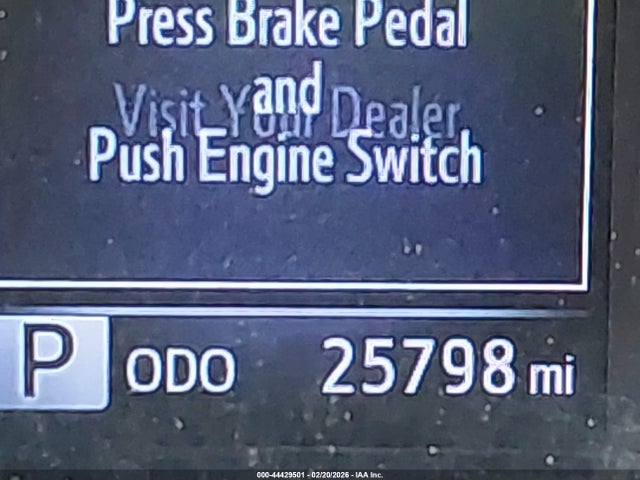 Press Brake Pedal
and
Visit Your Dealer
Push Engine Switch
P ODO 25798 mi
000-44429501 - 02/20/2026 - IAA Inc.